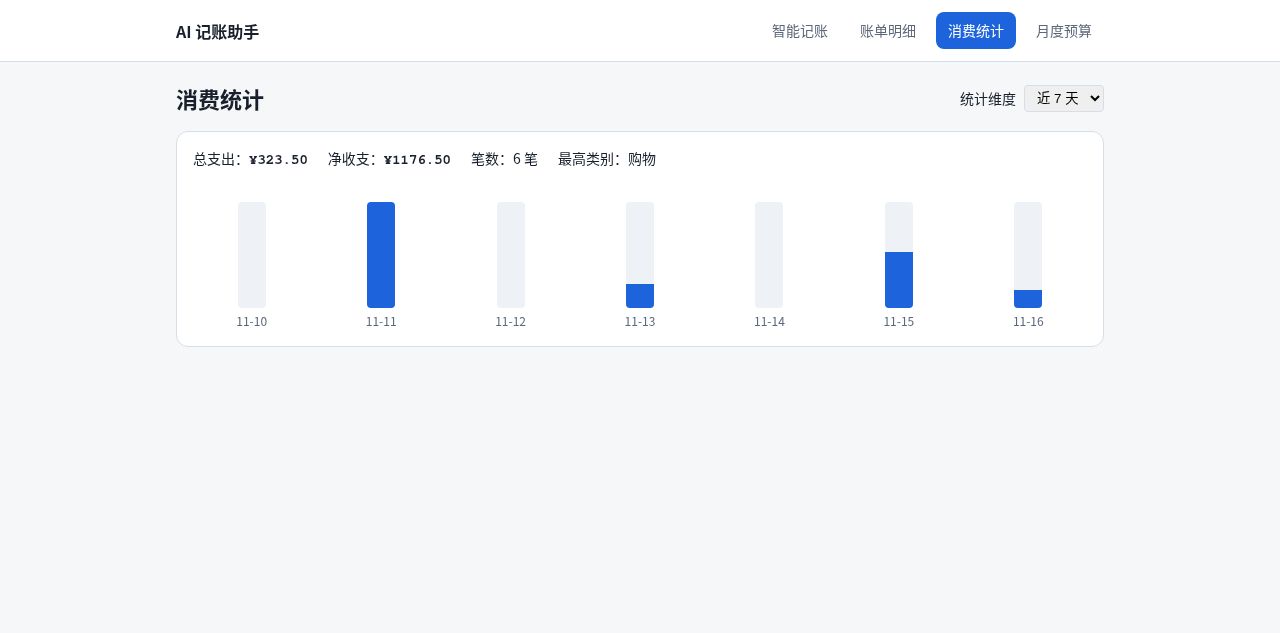 AI 记账助手 智能记账 账单明细 消费统计 月度预算
消费统计 统计维度 近 7 天
总支出：¥323.50 净收支：¥1176.50 笔数：6 笔 最高类别：购物
11-10 11-11 11-12 11-13 11-14 11-15 11-16